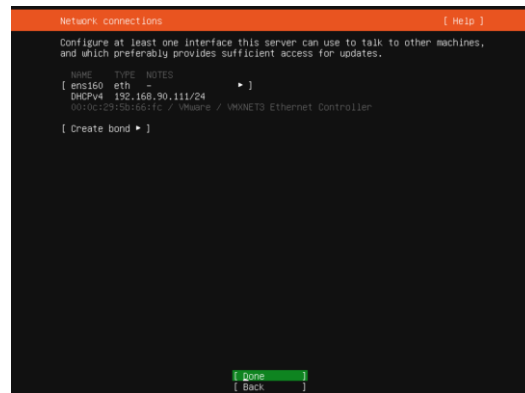 Network connections [ Help ]
Configure at least one interface this server can use to talk to other machines,
and which preferably provides sufficient access for updates.
NAME TYPE NOTES
[ ens160 eth - ▸ ]
DHCPv4 192.168.90.111/24
00:0c:29:5b:66:fc / VMware / VMXNET3 Ethernet Controller
[ Create bond ▸ ]
[ Done ]
[ Back ]